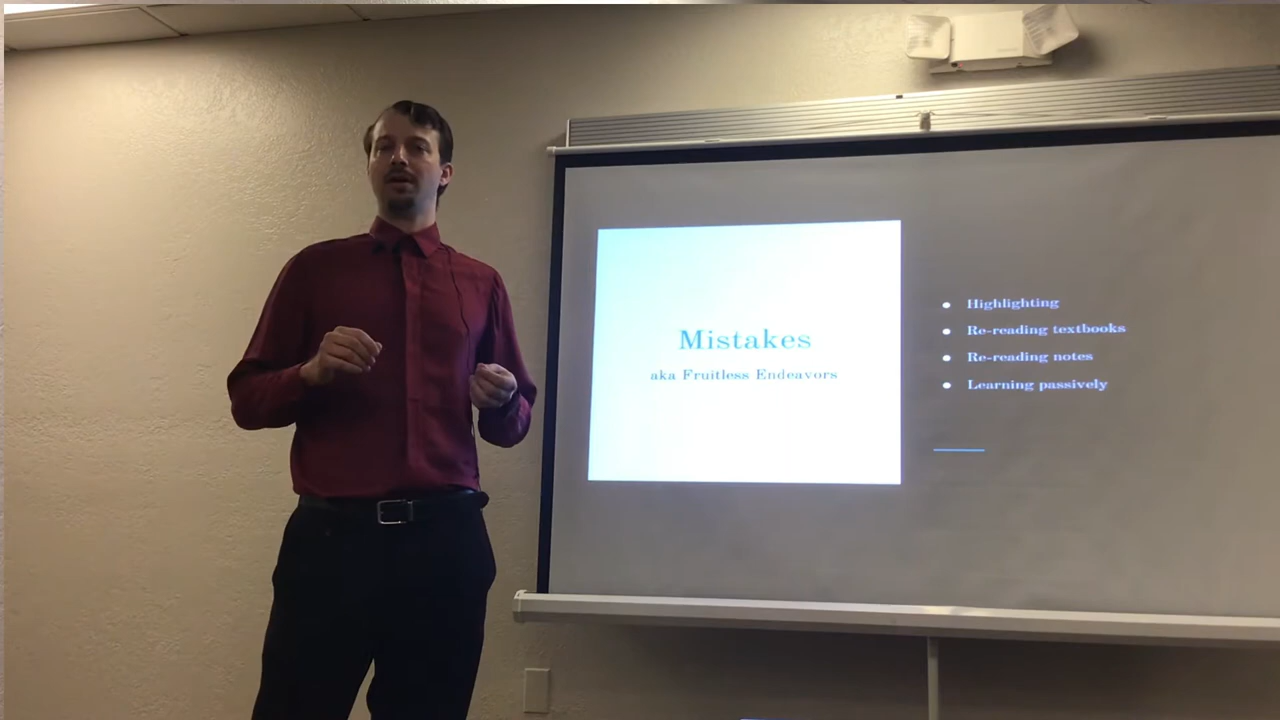 Mistakes
aka Fruitless Endeavors
Highlighting
Re-reading textbooks
Re-reading notes
Learning passively